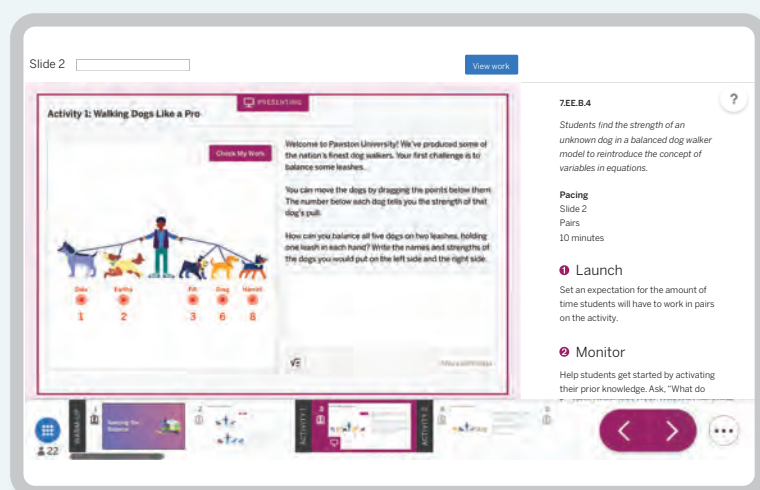 Slide 2
View work
PRESENTING
Activity 1: Walking Dogs Like a Pro
Check My Work
Welcome to Pawston University! We've produced some of
the nation's finest dog walkers. Your first challenge is to
balance some leashes.
You can move the dogs by dragging the points below them.
The number below each dog tells you the strength of that
dog's pull.
How can you balance all five dogs on two leashes, holding
one leash in each hand? Write the names and strengths of
the dogs you would put on the left side and the right side.
Eartha
Fifi
Greg
Harriet
1
2
3
6
8
7.EE.B.4
?
Students find the strength of an
unknown dog in a balanced dog walker
model to reintroduce the concept of
variables in equations.
Pacing
Slide 2
Pairs
10 minutes
1 Launch
Set an expectation for the amount of
time students will have to work in pairs
on the activity.
2 Monitor
Help students get started by activating
their prior knowledge. Ask, "What do
22
WARM-UP
1
2
ACTIVITY 1
3
ACTIVITY 2